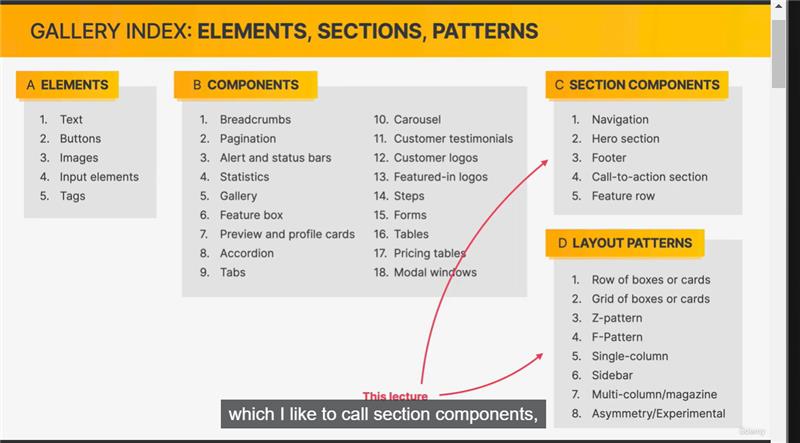 GALLERY INDEX: ELEMENTS, SECTIONS, PATTERNS
A ELEMENTS
1. Text
2. Buttons
3. Images
4. Input elements
5. Tags
B COMPONENTS
1. Breadcrumbs
2. Pagination
3. Alert and status bars
4. Statistics
5. Gallery
6. Feature box
7. Preview and profile cards
8. Accordion
9. Tabs
10. Carousel
11. Customer testimonials
12. Customer logos
13. Featured-in logos
14. Steps
15. Forms
16. Tables
17. Pricing tables
18. Modal windows
C SECTION COMPONENTS
1. Navigation
2. Hero section
3. Footer
4. Call-to-action section
5. Feature row
D LAYOUT PATTERNS
1. Row of boxes or cards
2. Grid of boxes or cards
3. Z-pattern
4. F-Pattern
5. Single-column
6. Sidebar
7. Multi-column/magazine
8. Asymmetry/Experimental
This lecture
which I like to call section components,
Udemy